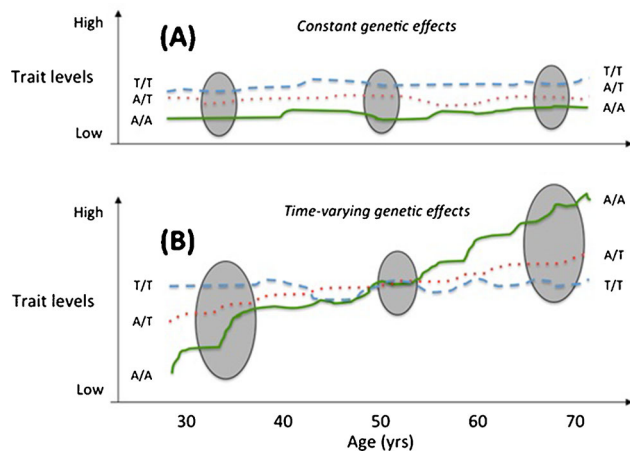 High
(A)
Constant genetic effects
Trait levels
T/T
A/T
A/A
T/T
A/T
A/A
Low
High
(B)
Time-varying genetic effects
A/A
A/T
T/T
T/T
A/T
A/A
Trait levels
Low
30 40 50 60 70
Age (yrs)